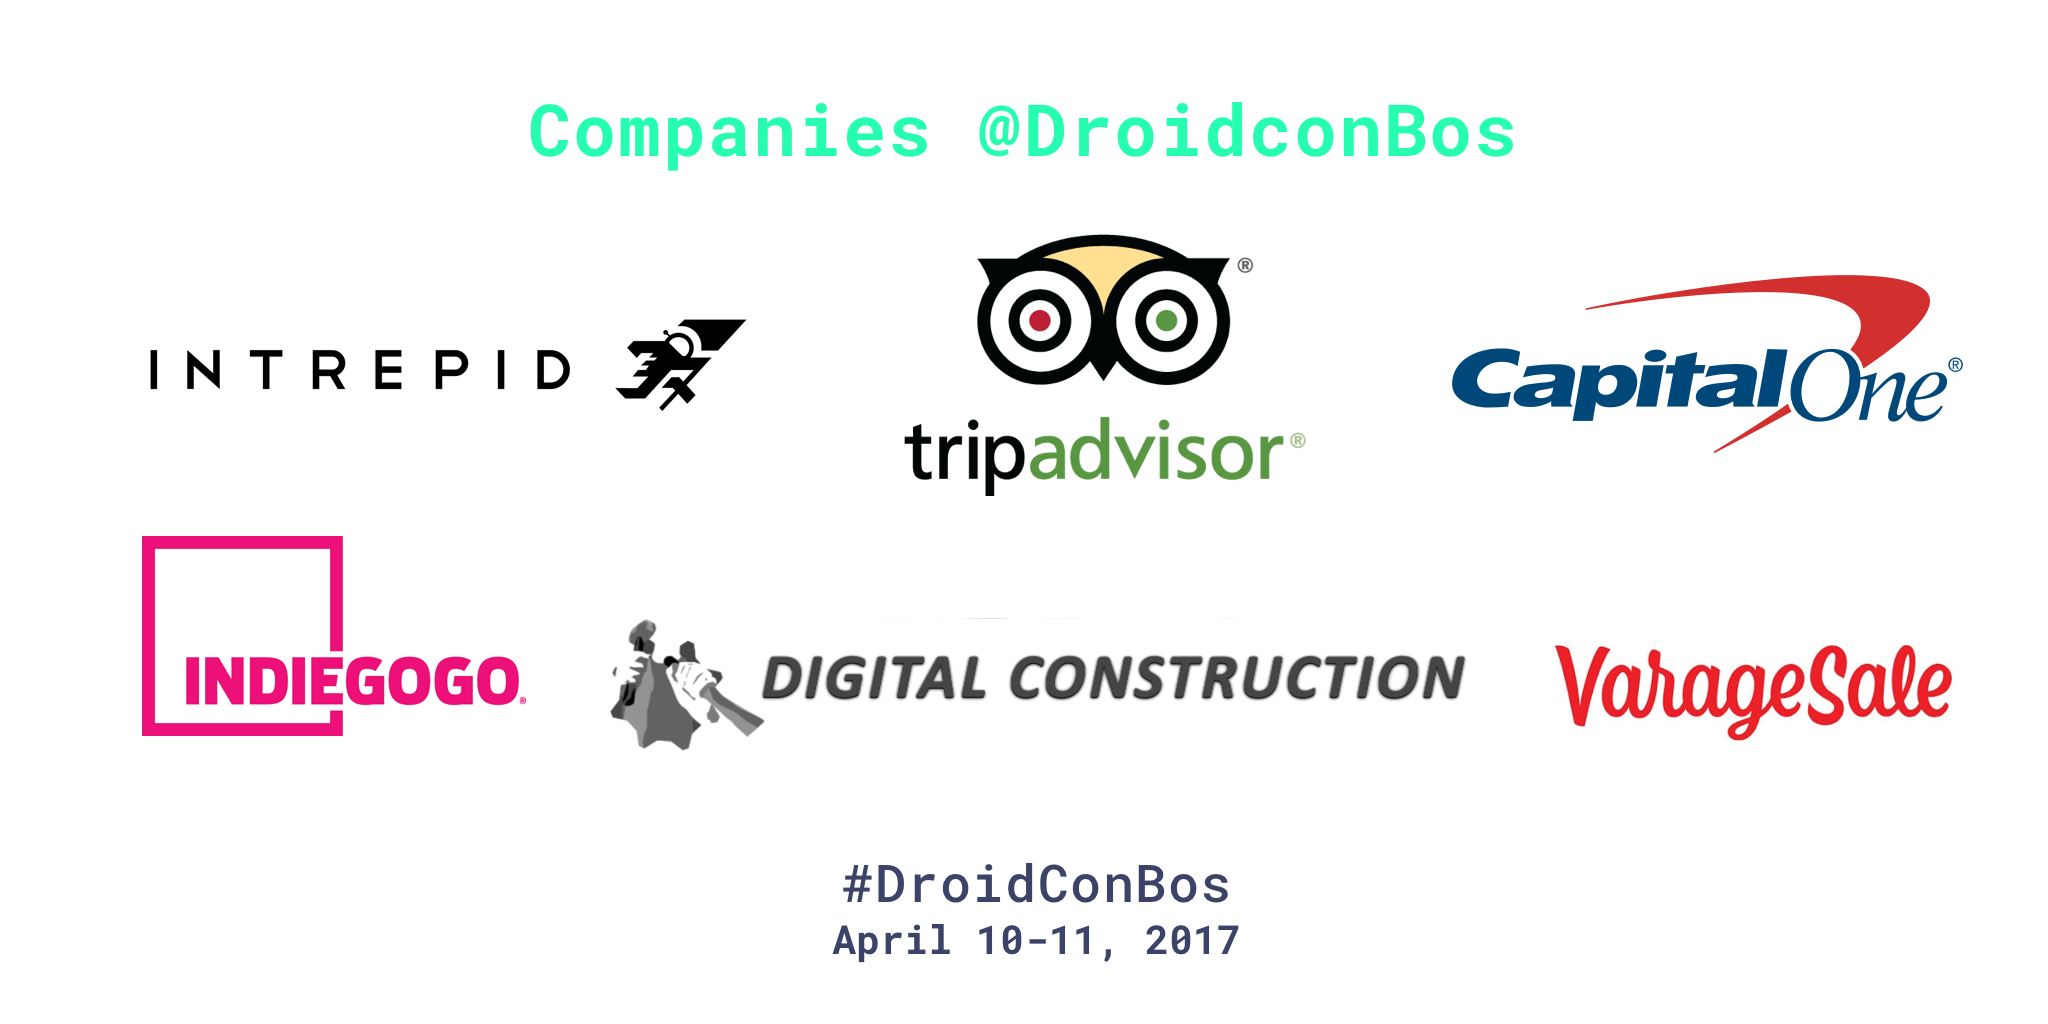 Companies @DroidconBos
INTREPID
tripadvisor®
CapitalOne®
INDIEGOGO®
DIGITAL CONSTRUCTION
VarageSale
#DroidConBos
April 10-11, 2017